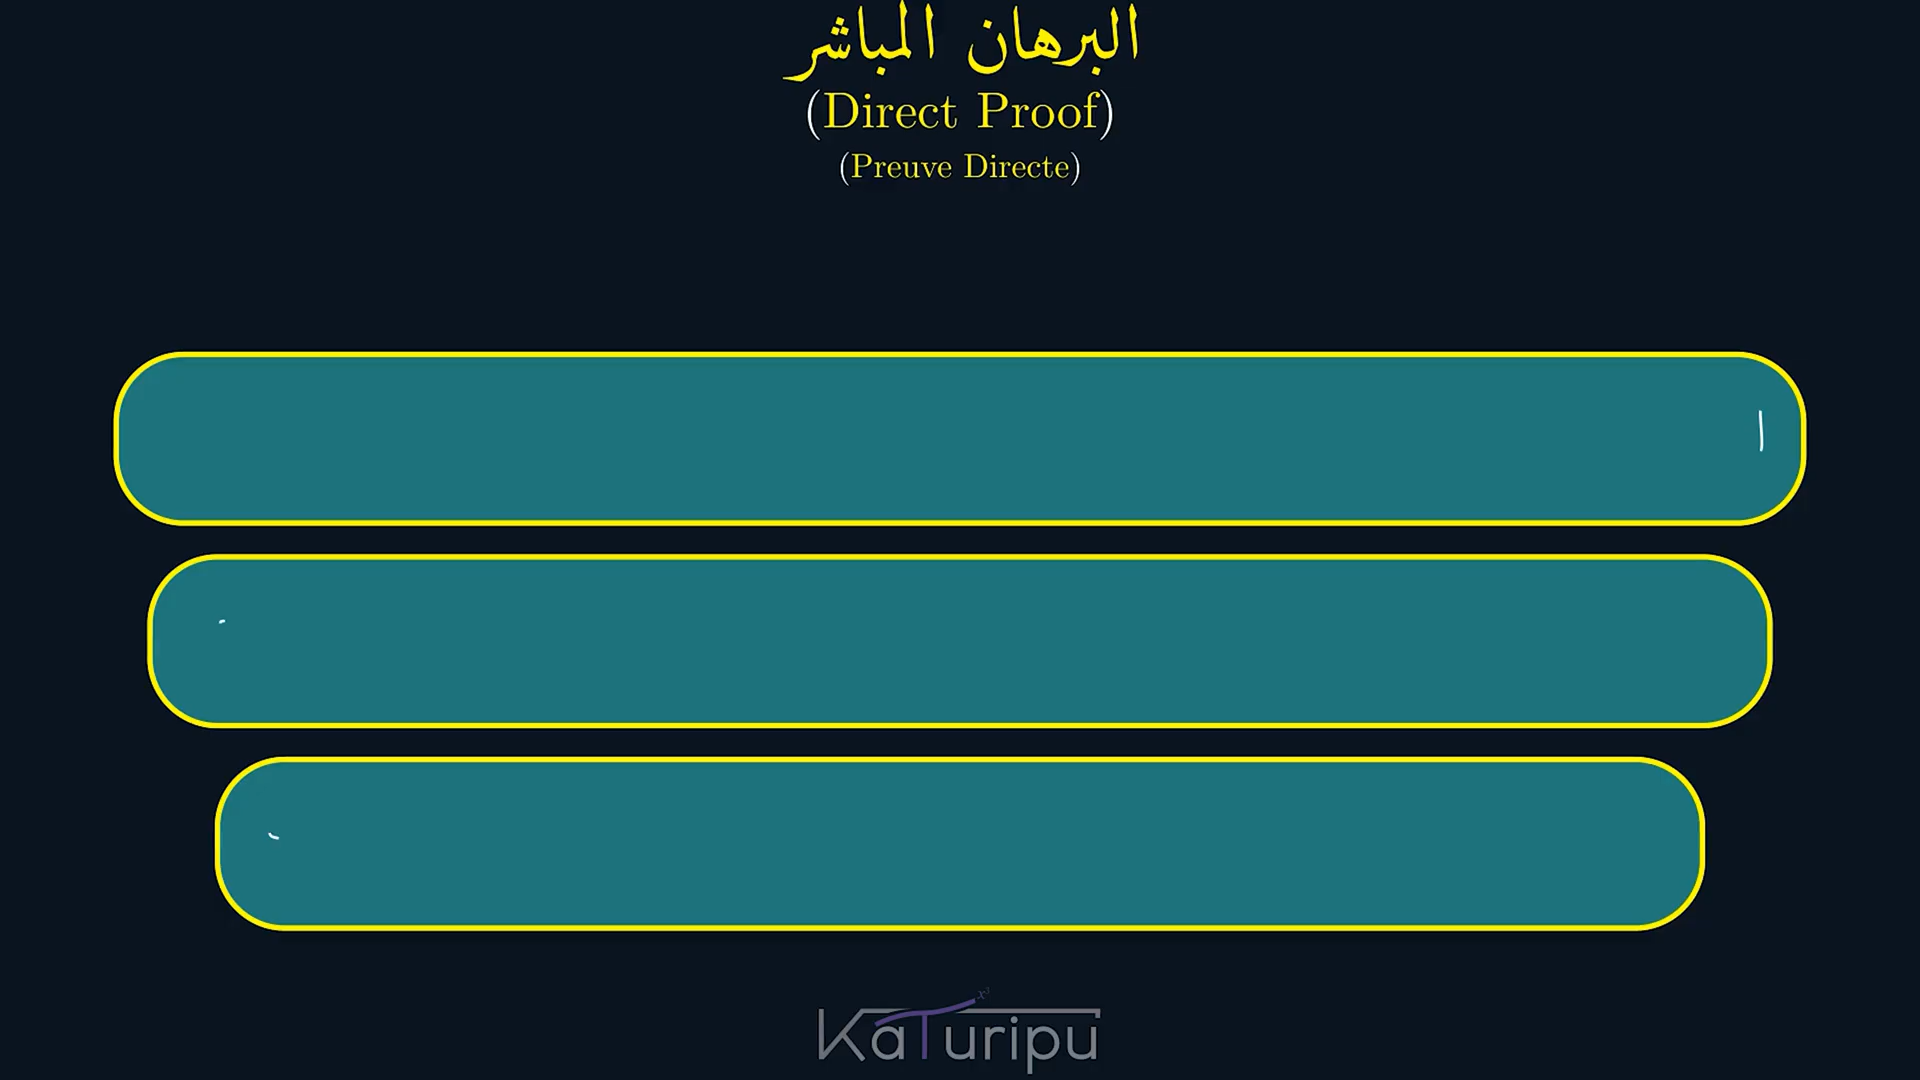 البرهان المباشر
(Direct Proof)
(Preuve Directe)
KaTuripu